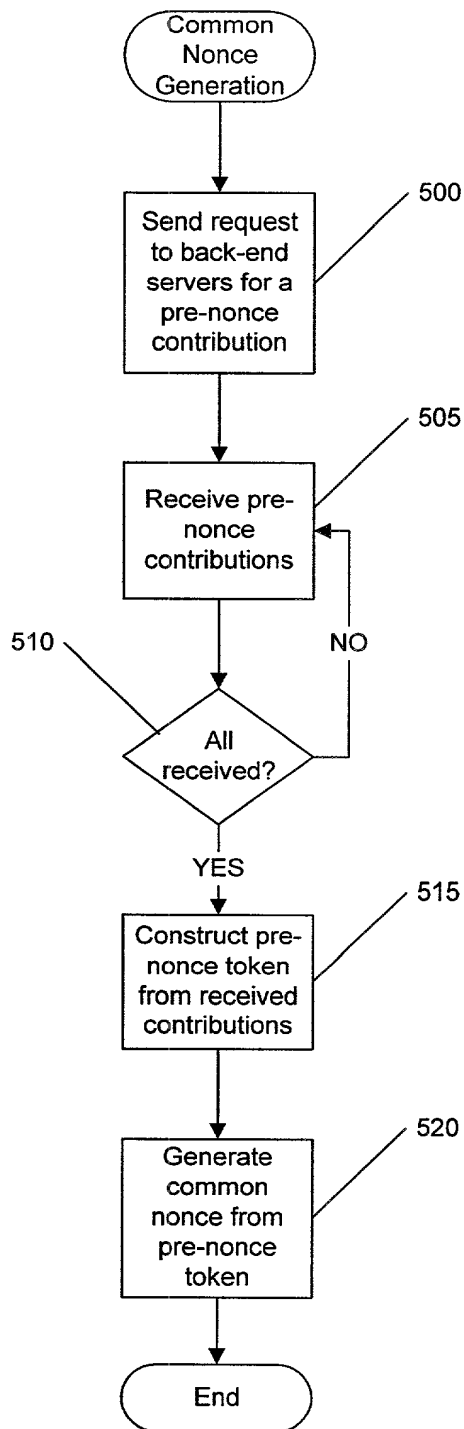 Common
Nonce
Generation
500
Send request
to back-end
servers for a
pre-nonce
contribution
505
Receive pre-
nonce
contributions
510
NO
All
received?
YES
515
Construct pre-
nonce token
from received
contributions
520
Generate
common
nonce from
pre-nonce
token
End